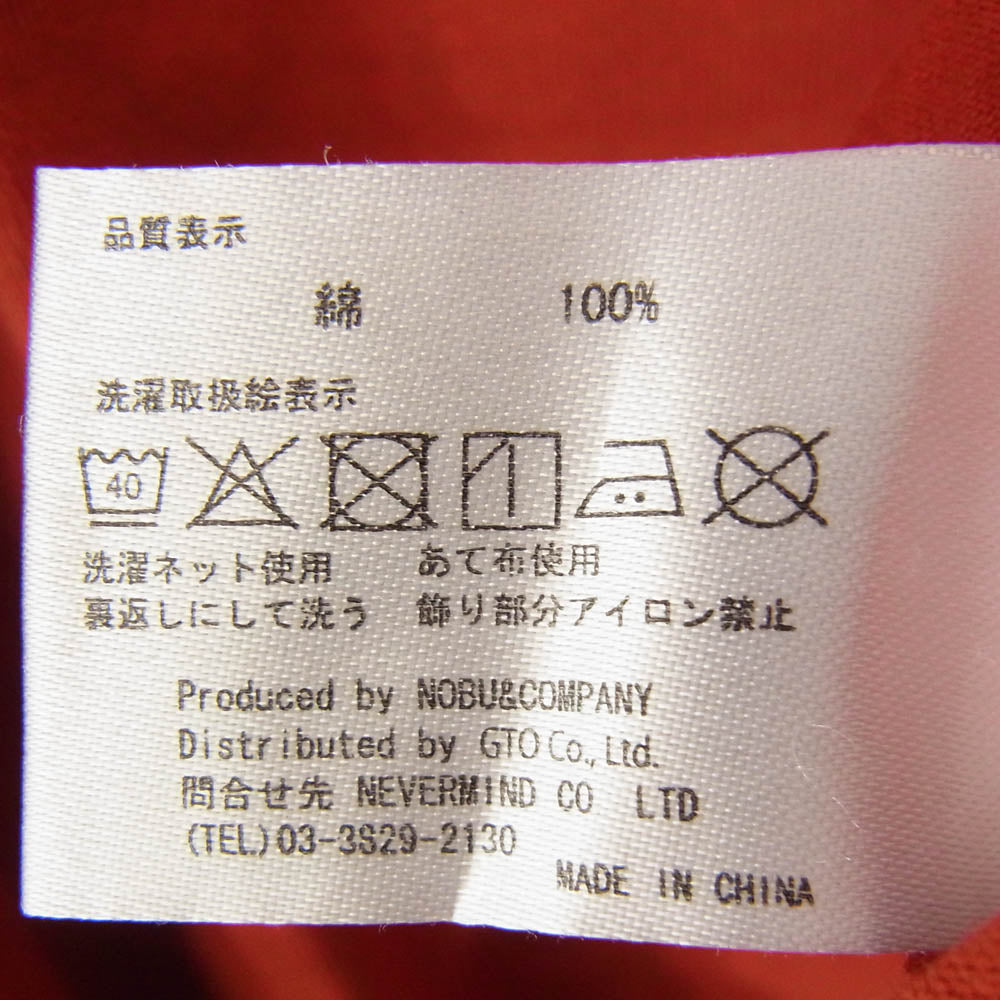 品質表示
綿 100%
洗濯取扱絵表示
40
洗濯ネット使用 あて布使用
裏返しにして洗う 飾り部分アイロン禁止
Produced by NOBU&COMPANY
Distributed by GTO Co., Ltd.
問合せ先 NEVERMIND CO LTD
(TEL)03-3829-2130
MADE IN CHINA